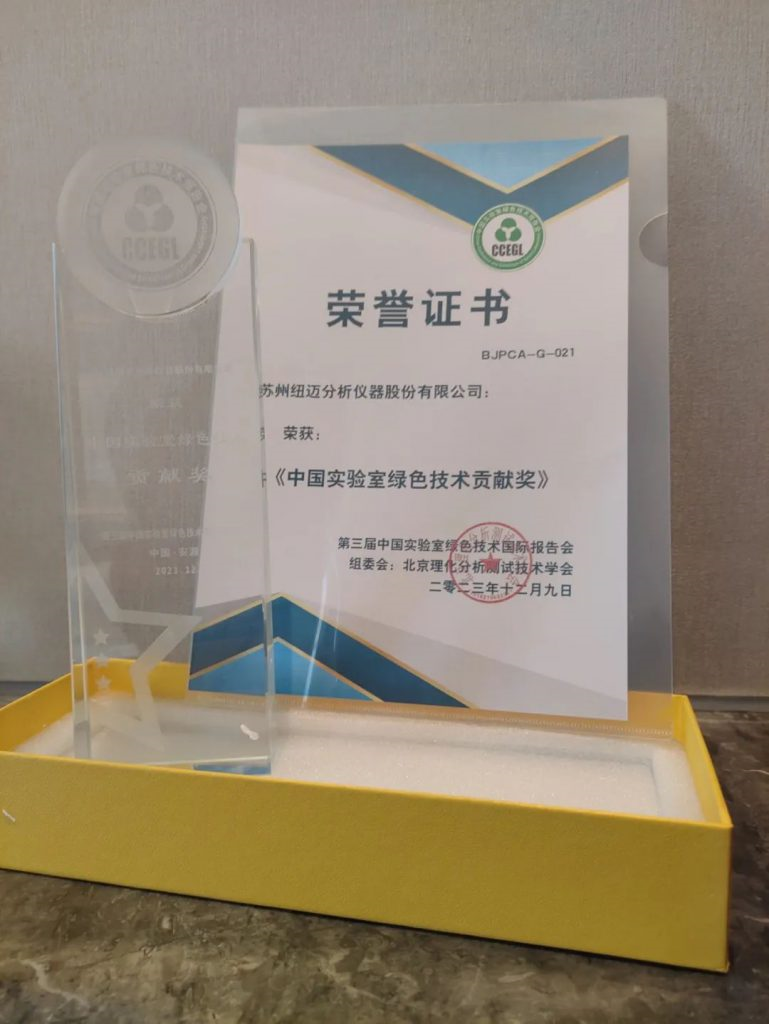 CCEGL
贡献奖
中国·安
CCEGL
荣誉证书
BJPCA-G-021
苏州纽迈分析仪器股份有限公司：
荣获：
《中国实验室绿色技术贡献奖》
第三届中国实验室绿色技术国际报告会
组委会：北京理化分析测试技术学会
二零二三年十二月九日